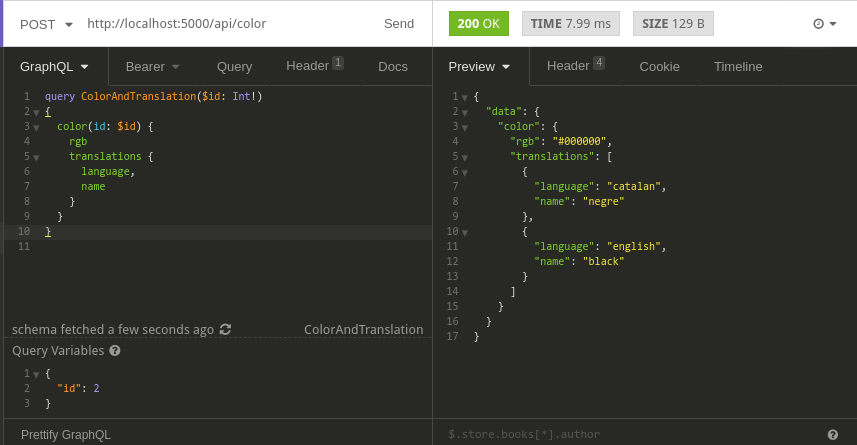 POST http://localhost:5000/api/color Send
200 OK TIME 7.99 ms SIZE 129 B
GraphQL Bearer Query Header 1 Docs
1 query ColorAndTranslation($id: Int!)
2 {
3 color(id: $id) {
4 rgb
5 translations {
6 language,
7 name
8 }
9 }
10 }
11
schema fetched a few seconds ago ColorAndTranslation
Query Variables ?
1 {
2 "id": 2
3 }
Prettify GraphQL
Preview Header 4 Cookie Timeline
1 {
2 "data": {
3 "color": {
4 "rgb": "#000000",
5 "translations": [
6 {
7 "language": "catalan",
8 "name": "negre"
9 },
10 {
11 "language": "english",
12 "name": "black"
13 }
14 ]
15 }
16 }
17 }
$.store.books[*].author ?